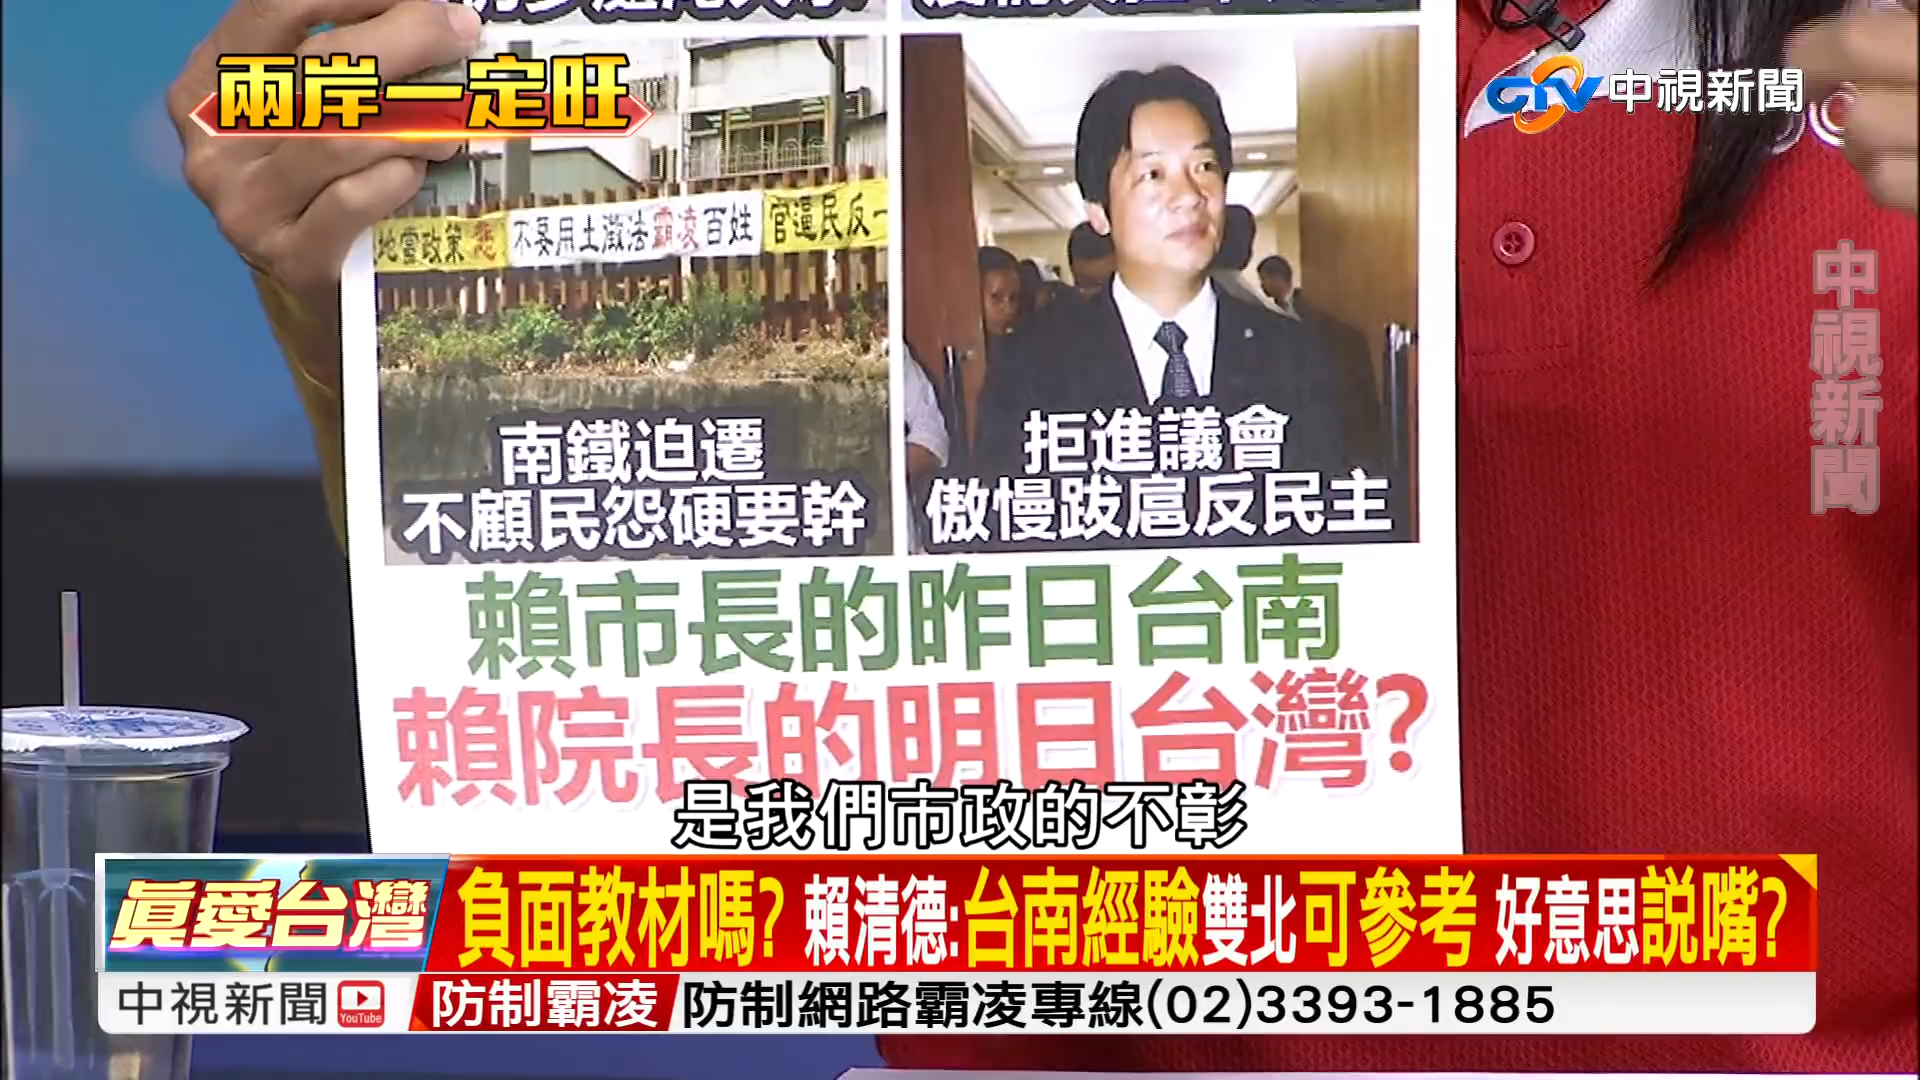 兩岸一定旺
CTV中視新聞
中視新聞
地靈政策
不要用土
法霸凌百姓
官逼民反
南鐵迫遷
不顧民怨硬要幹
拒進議會
傲慢跋扈反民主
賴市長的昨日台南
賴院長的明日台灣?
是我們市政的不彰
真愛台灣
負面教材嗎? 賴清德:台南經驗雙北可參考 好意思説嘴?
中視新聞 YouTube
防制霸凌
防制網路霸凌專線(02)3393-1885